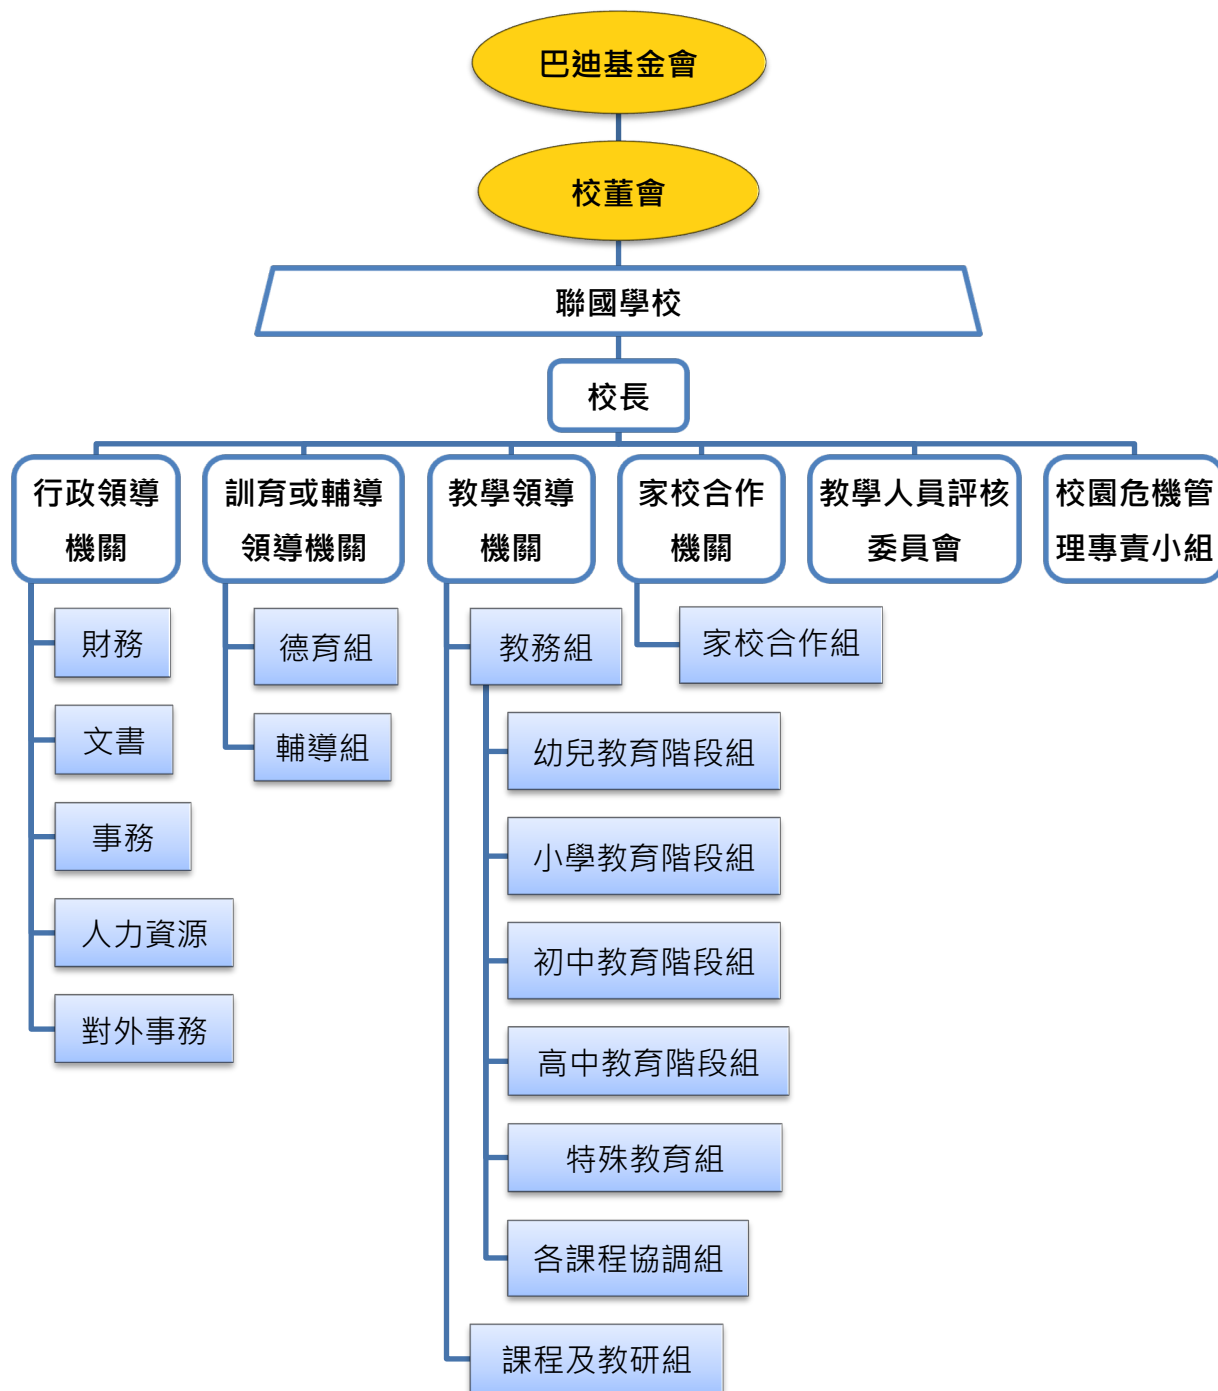 巴迪基金會
校董會
聯國學校
校長
行政領導
機關
訓育或輔導
領導機關
教學領導
機關
家校合作
機關
教學人員評核
委員會
校園危機管
理專責小組
財務
文書
事務
人力資源
對外事務
德育組
輔導組
教務組
幼兒教育階段組
小學教育階段組
初中教育階段組
高中教育階段組
特殊教育組
各課程協調組
課程及教研組
家校合作組